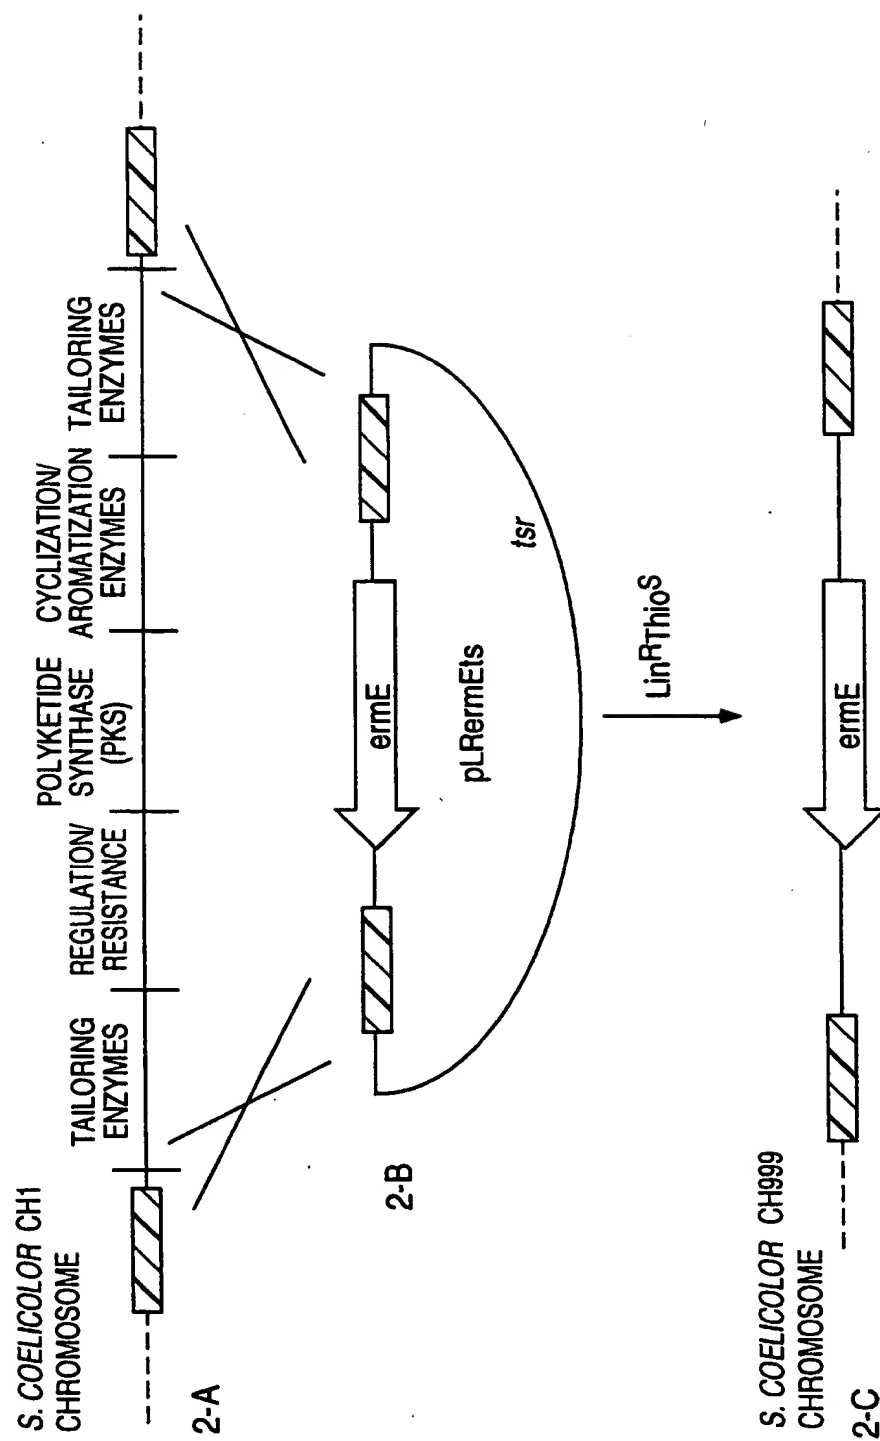 S. COELICOLOR CH1
CHROMOSOME
TAILORING
ENZYMES
REGULATION/
RESISTANCE
POLYKETIDE
SYNTHASE
(PKS)
CYCLIZATION/
AROMATIZATION
ENZYMES
TAILORING
ENZYMES
2-A
ermE
tsr
pLRermEts
2-B
LinRThioS
S. COELICOLOR CH999
CHROMOSOME
ermE
2-C